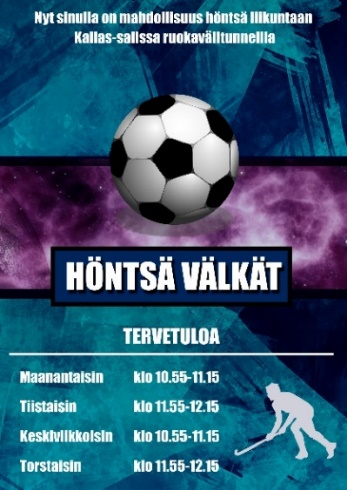 Nyt sinulla on mahdollisuus höntsä liikuntaan
Kallas-salissa ruokavälitunneilla
HÖNTSÄ VÄLKÄT
TERVETULOA
Maanantaisin klo 10.55-11.15
Tiistaisin klo 11.55-12.15
Keskiviikkoisin klo 10.55-11.15
Torstaisin klo 11.55-12.15